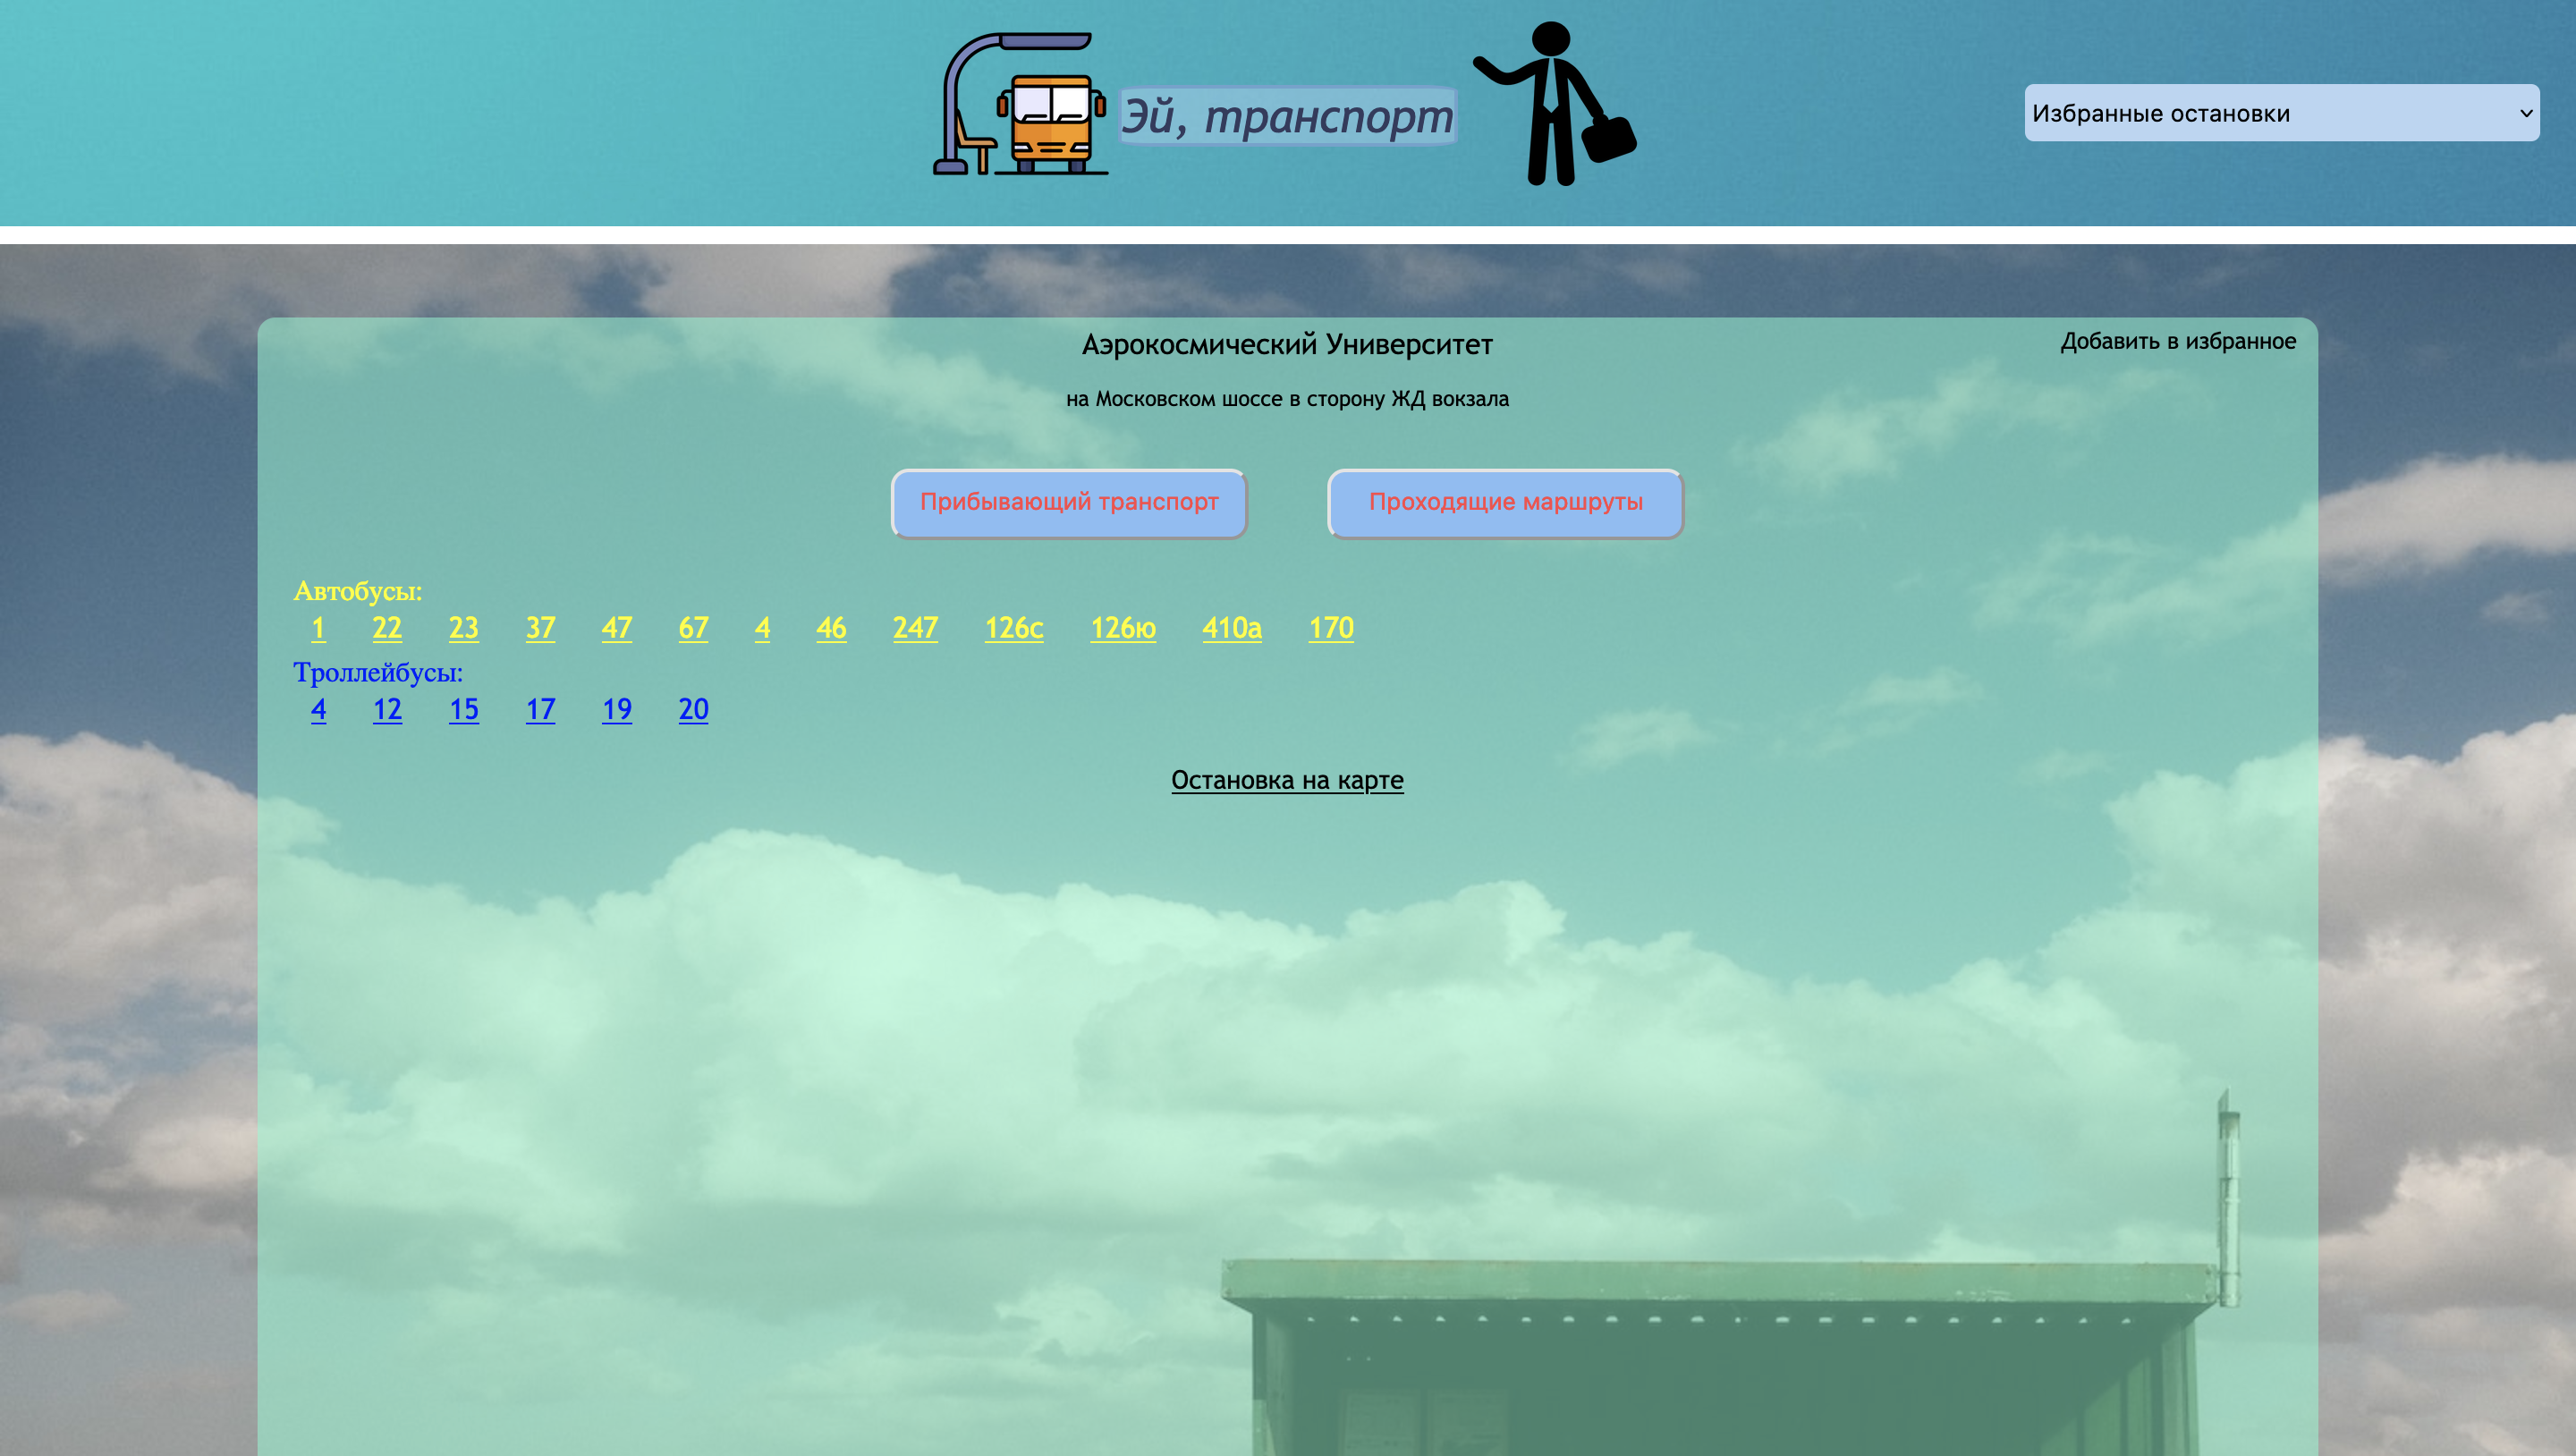 Эй, транспорт
Избранные остановки
Аэрокосмический Университет
Добавить в избранное
на Московском шоссе в сторону ЖД вокзала
Прибывающий транспорт
Проходящие маршруты
Автобусы:
1 22 23 37 47 67 4 46 247 126с 126ю 410а 170
Троллейбусы:
4 12 15 17 19 20
Остановка на карте